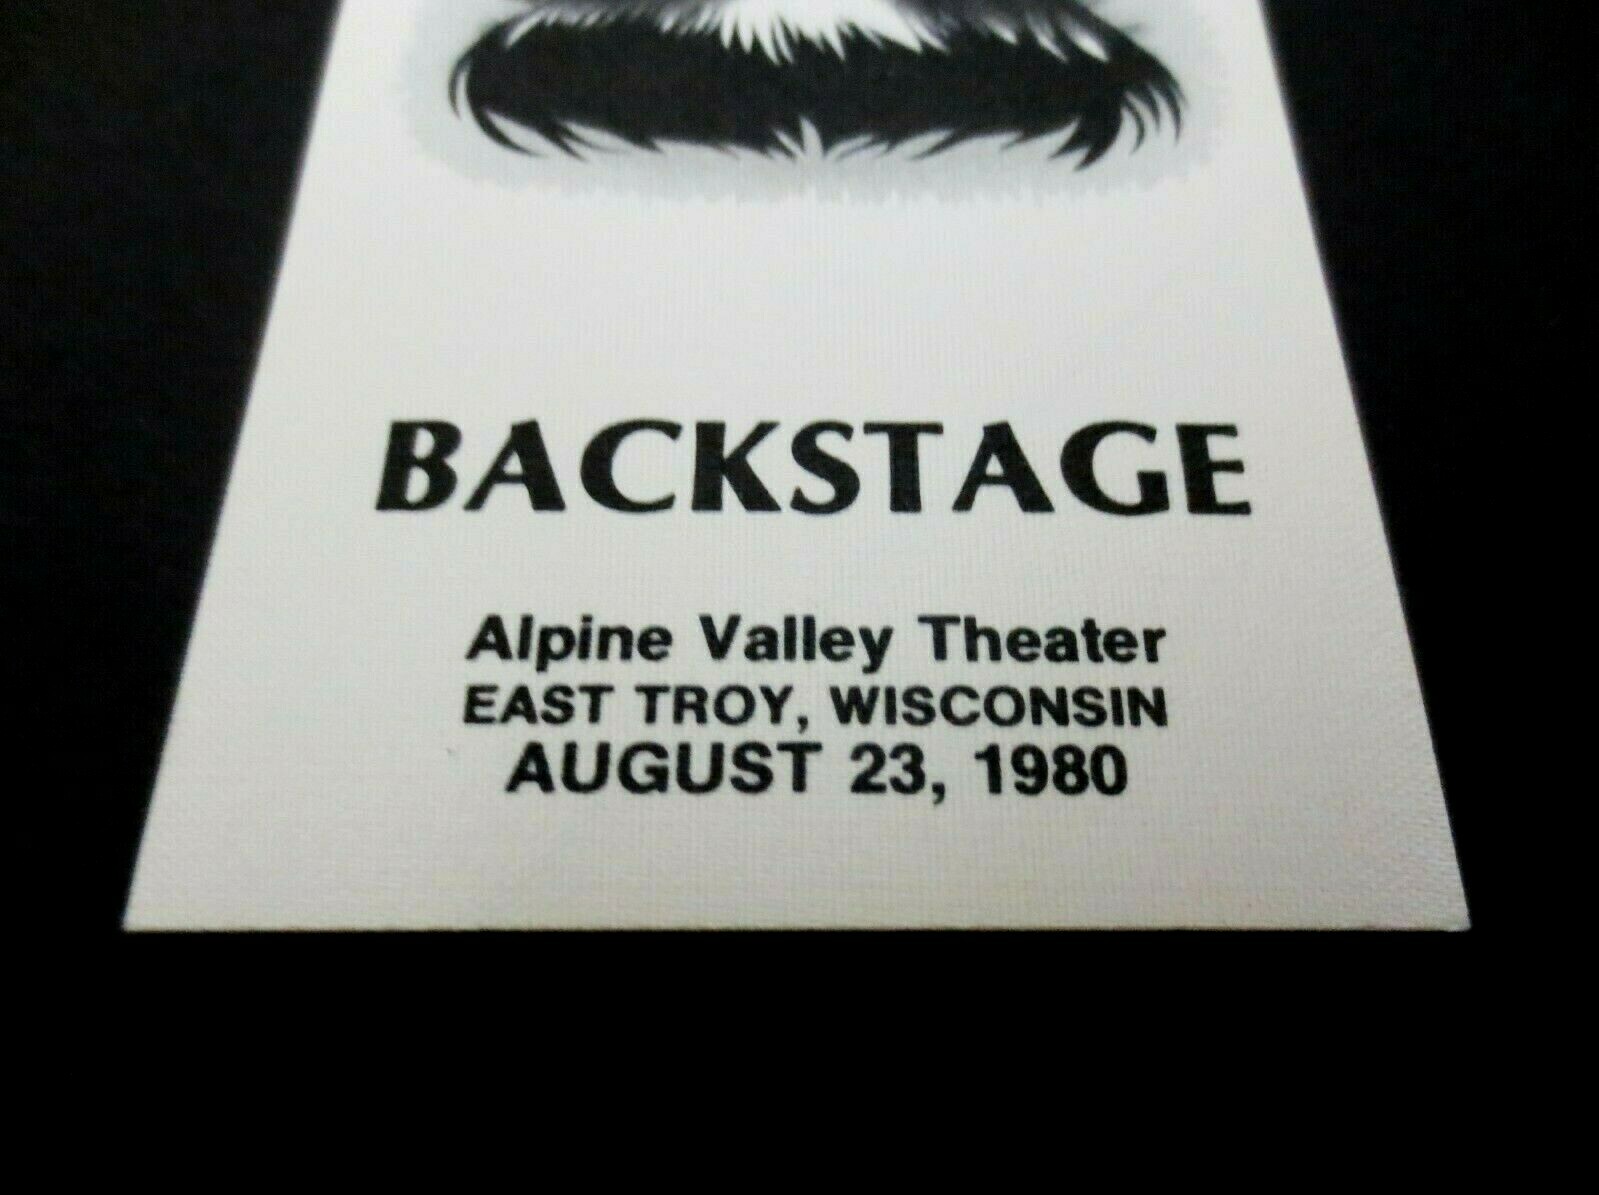 BACKSTAGE
Alpine Valley Theater
EAST TROY, WISCONSIN
AUGUST 23, 1980